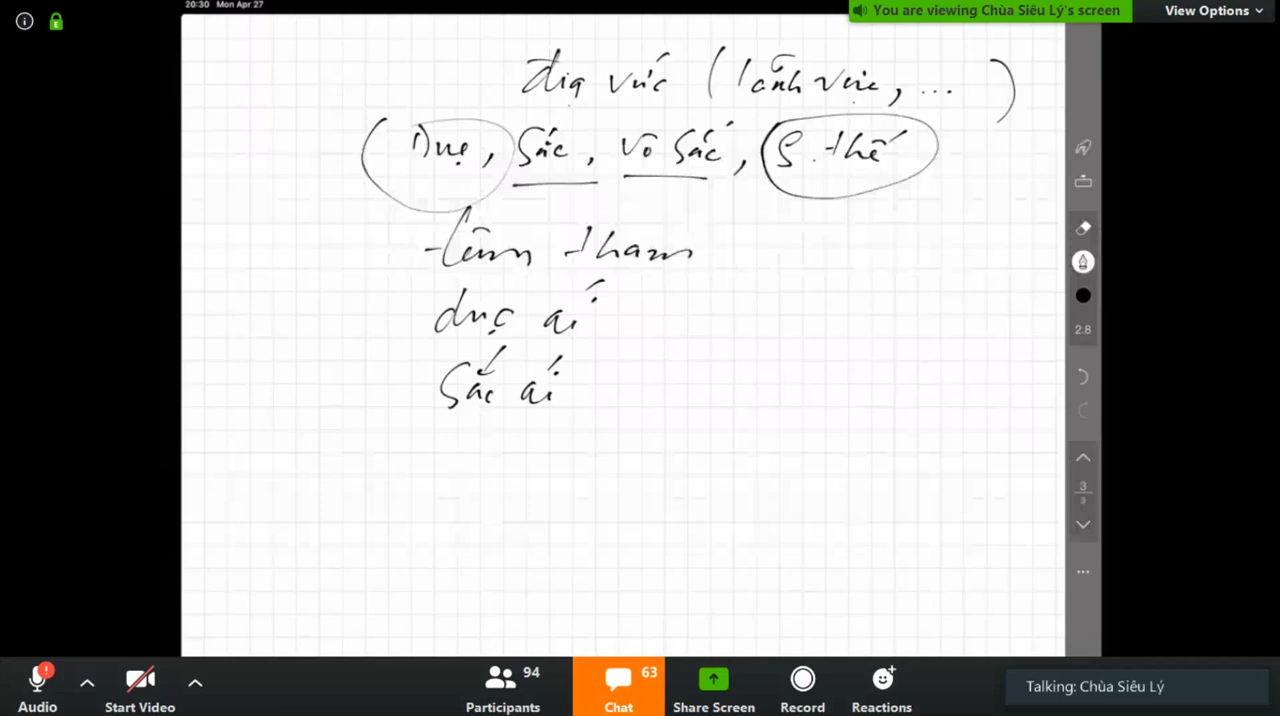 20:30 Mon Apr 27
You are viewing Chùa Siêu Lý's screen
View Options
địa vức (lãnh vực, ...)
(Dục, Sắc, vô Sắc, S. thế
tâm tham
dục ái
Sắc ái
2.8
3
3
94
63
Audio
Start Video
Participants
Chat
Share Screen
Record
Reactions
Talking: Chùa Siêu Lý